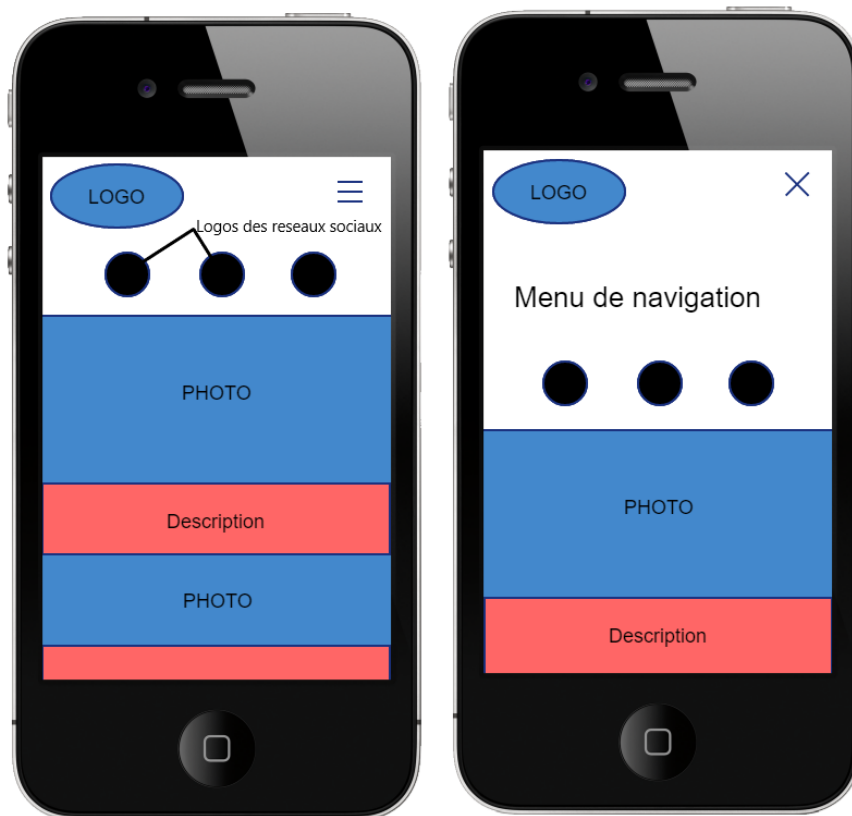 LOGO
Logos des reseaux sociaux
PHOTO
Description
PHOTO
LOGO
Menu de navigation
PHOTO
Description